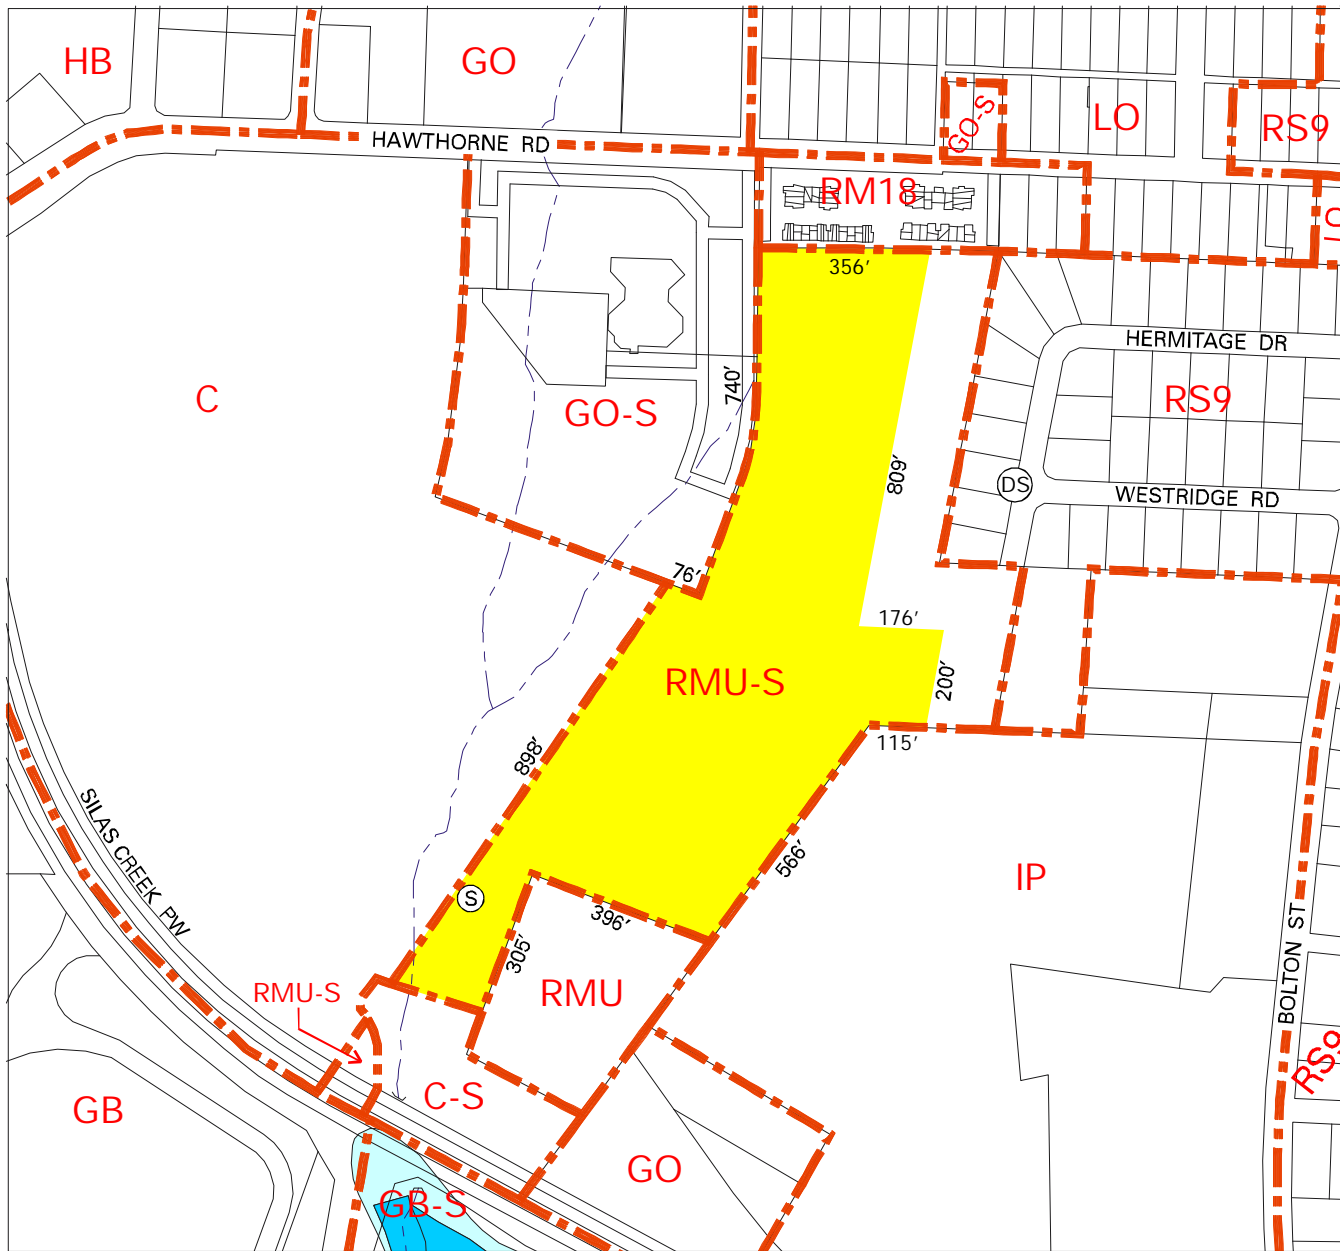 HB
GO
GO-S
LO
RS9
HAWTHORNE RD
RM18
LO
356'
HERMITAGE DR
C
GO-S
740'
RS9
809'
DS
WESTRIDGE RD
76'
176'
RMU-S
200'
115'
898'
SILAS CREEK PW
566'
IP
S
396'
305'
BOLTON ST
RMU-S
RMU
RS9
C-S
GB
GO
GB-S